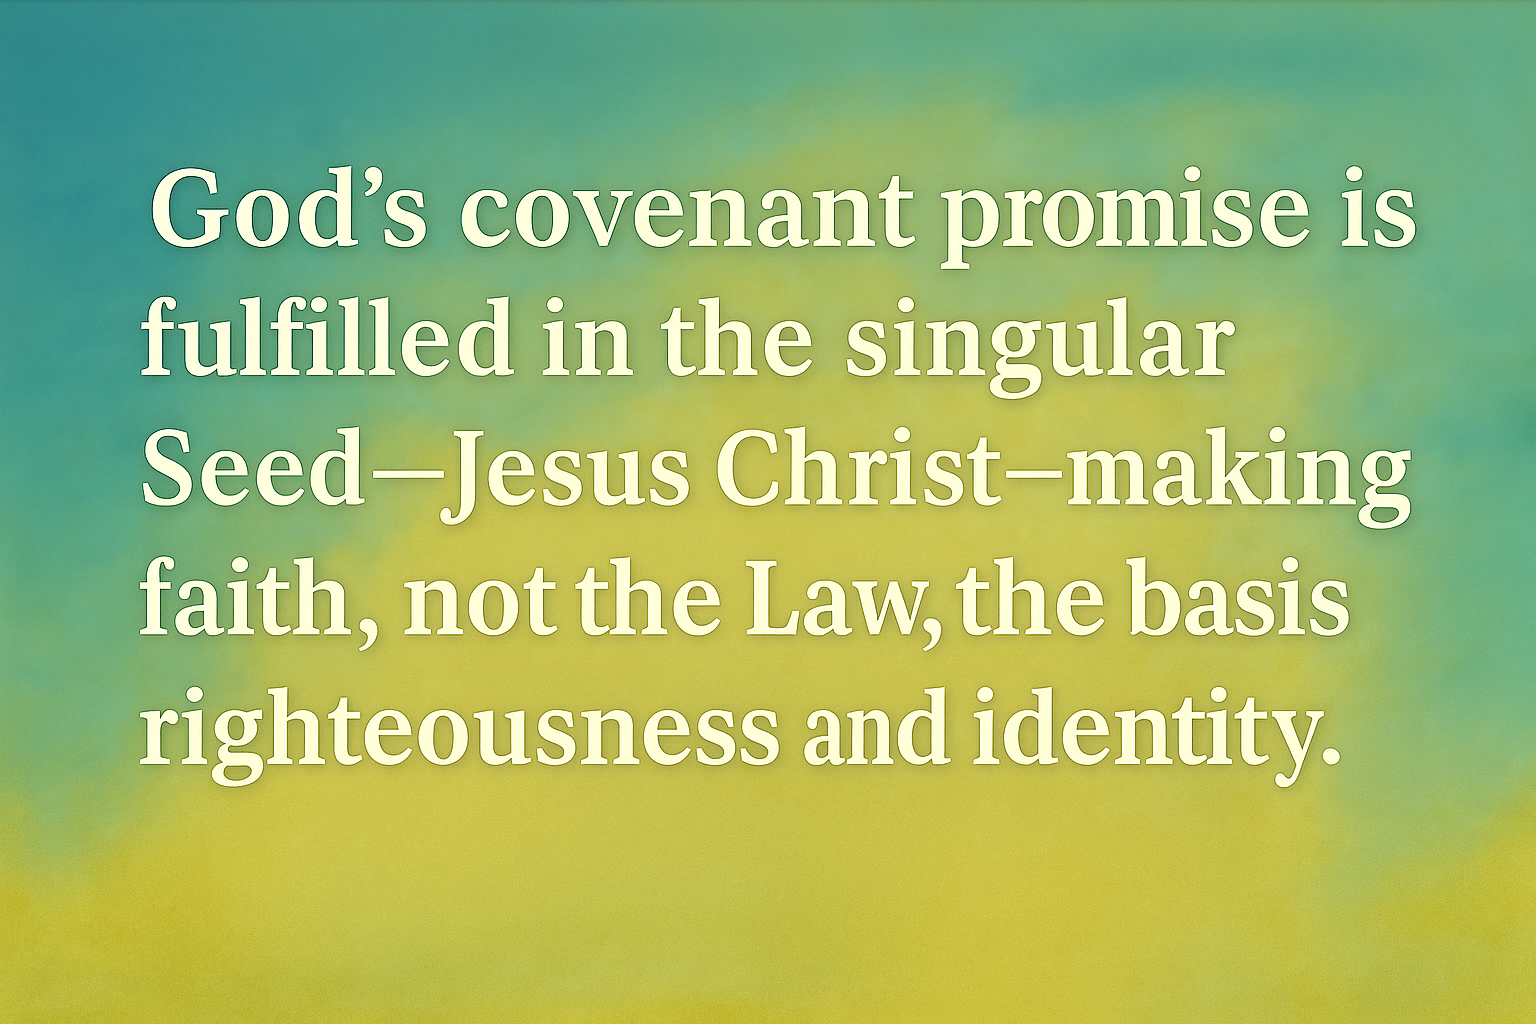 God’s covenant promise is
fulfilled in the singular
Seed—Jesus Christ—making
faith, not the Law, the basis
righteousness and identity.